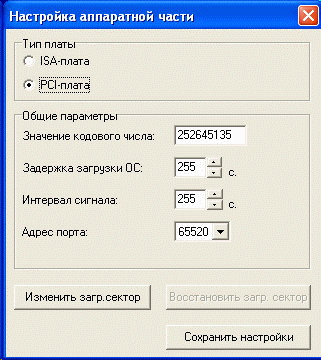 Настройка аппаратной части
Тип платы
ISA-плата
PCI-плата
Общие параметры
Значение кодового числа: 252645135
Задержка загрузки ОС: 255 с.
Интервал сигнала: 255 с.
Адрес порта: 65520
Изменить загр.сектор Восстановить загр. сектор
Сохранить настройки